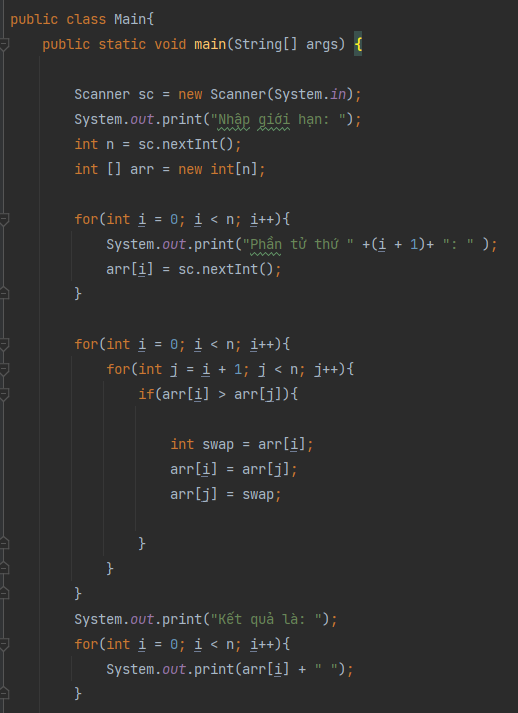 public class Main{
public static void main(String[] args) {
Scanner sc = new Scanner(System.in);
System.out.print("Nhập giới hạn: ");
int n = sc.nextInt();
int [] arr = new int[n];
for(int i = 0; i < n; i++){
System.out.print("Phần tử thứ " +(i + 1)+ ": " );
arr[i] = sc.nextInt();
}
for(int i = 0; i < n; i++){
for(int j = i + 1; j < n; j++){
if(arr[i] > arr[j]){
int swap = arr[i];
arr[i] = arr[j];
arr[j] = swap;
}
}
}
System.out.print("Kết quả là: ");
for(int i = 0; i < n; i++){
System.out.print(arr[i] + " ");
}